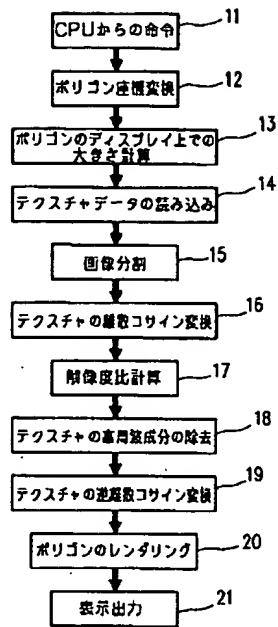 CPUからの命令
11
ポリゴン座標変換
12
ポリゴンのディスプレイ上での
大きさ計算
13
テクスチャデータの読み込み
14
画像分割
15
テクスチャの離散コサイン変換
16
解像度比計算
17
テクスチャの高周波成分の除去
18
テクスチャの逆離散コサイン変換
19
ポリゴンのレンダリング
20
表示出力
21